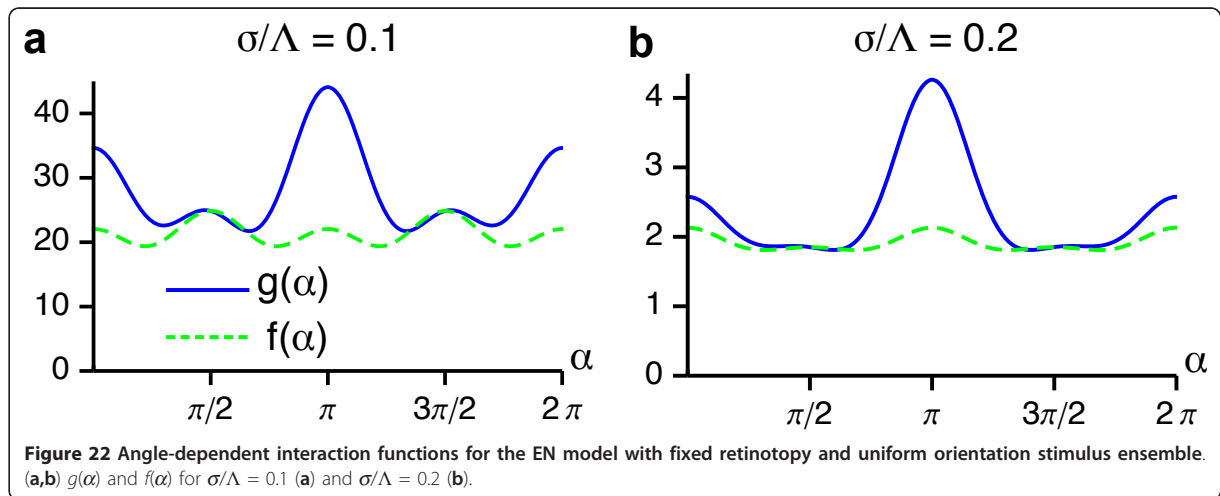 a
σ/Λ = 0.1
40
30
20
10
0
g(α)
f(α)
α
π/2
π
3π/2
2 π
b
σ/Λ = 0.2
4
3
2
1
0
α
π/2
π
3π/2
2 π
Figure 22 Angle-dependent interaction functions for the EN model with fixed retinotopy and uniform orientation stimulus ensemble.
(a,b) g(α) and f(α) for σ/Λ = 0.1 (a) and σ/Λ = 0.2 (b).